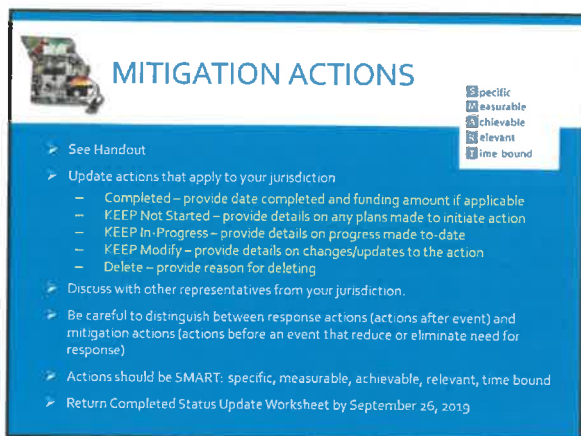 MITIGATION ACTIONS
Specific
Measurable
Achievable
Relevant
Time bound
See Handout
Update actions that apply to your jurisdiction
– Completed – provide date completed and funding amount if applicable
– KEEP Not Started – provide details on any plans made to initiate action
– KEEP In-Progress – provide details on progress made to-date
– KEEP Modify – provide details on changes/updates to the action
– Delete – provide reason for deleting
Discuss with other representatives from your jurisdiction.
Be careful to distinguish between response actions (actions after event) and
mitigation actions (actions before an event that reduce or eliminate need for
response)
Actions should be SMART: specific, measurable, achievable, relevant, time bound
Return Completed Status Update Worksheet by September 26, 2019